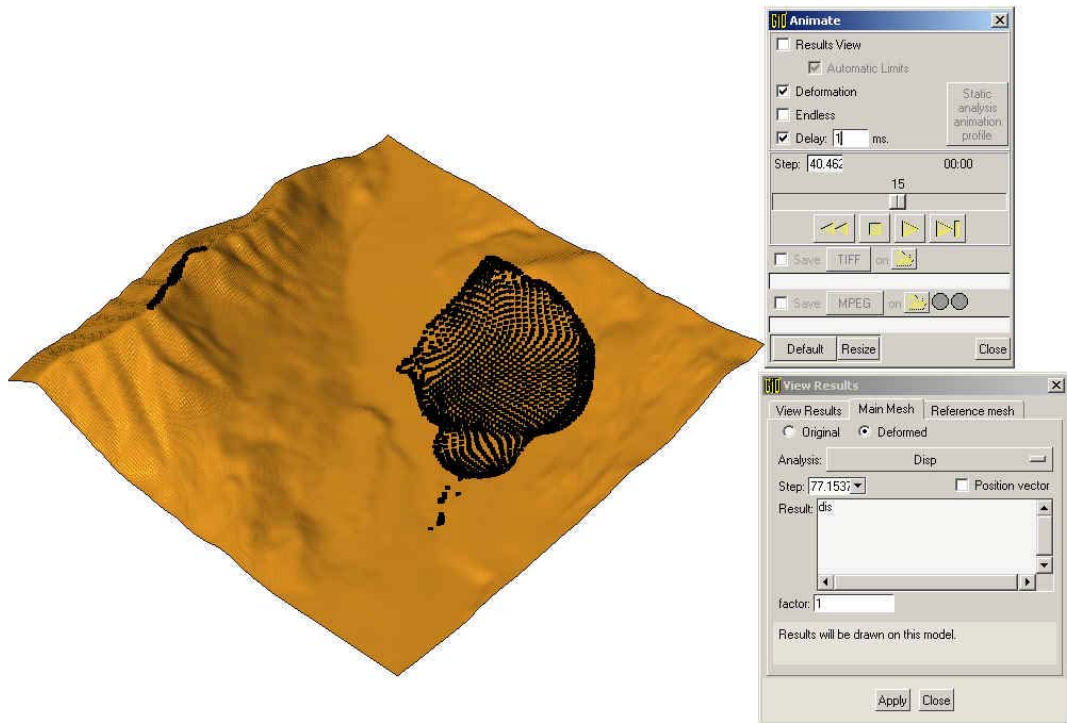 GiD Animate
Results View
Automatic Limits
Deformation
Endless
Delay: 1 ms.
Static
analysis
animation
profile
Step: 40.462 00:00
15
Save TIFF on
Save MPEG on
Default Resize Close
GiD View Results
View Results Main Mesh Reference mesh
Original Deformed
Analysis: Disp
Step: 77.1537 Position vector
Result: dis
factor: 1
Results will be drawn on this model.
Apply Close